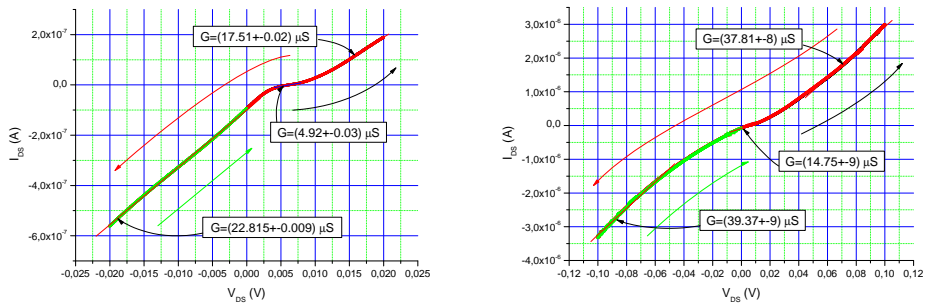 2,0x10⁻⁷
0,0
-2,0x10⁻⁷
-4,0x10⁻⁷
-6,0x10⁻⁷
I_DS (A)
G=(17.51+-0.02) μS
G=(4.92+-0.03) μS
G=(22.815+-0.009) μS
-0,025 -0,020 -0,015 -0,010 -0,005 0,000 0,005 0,010 0,015 0,020 0,025
V_DS (V)
3,0x10⁻⁶
2,0x10⁻⁶
1,0x10⁻⁶
0,0
-1,0x10⁻⁶
-2,0x10⁻⁶
-3,0x10⁻⁶
-4,0x10⁻⁶
I_DS (A)
G=(37.81+-8) μS
G=(14.75+-9) μS
G=(39.37+-9) μS
-0,12 -0,10 -0,08 -0,06 -0,04 -0,02 0,00 0,02 0,04 0,06 0,08 0,10 0,12
V_DS (V)